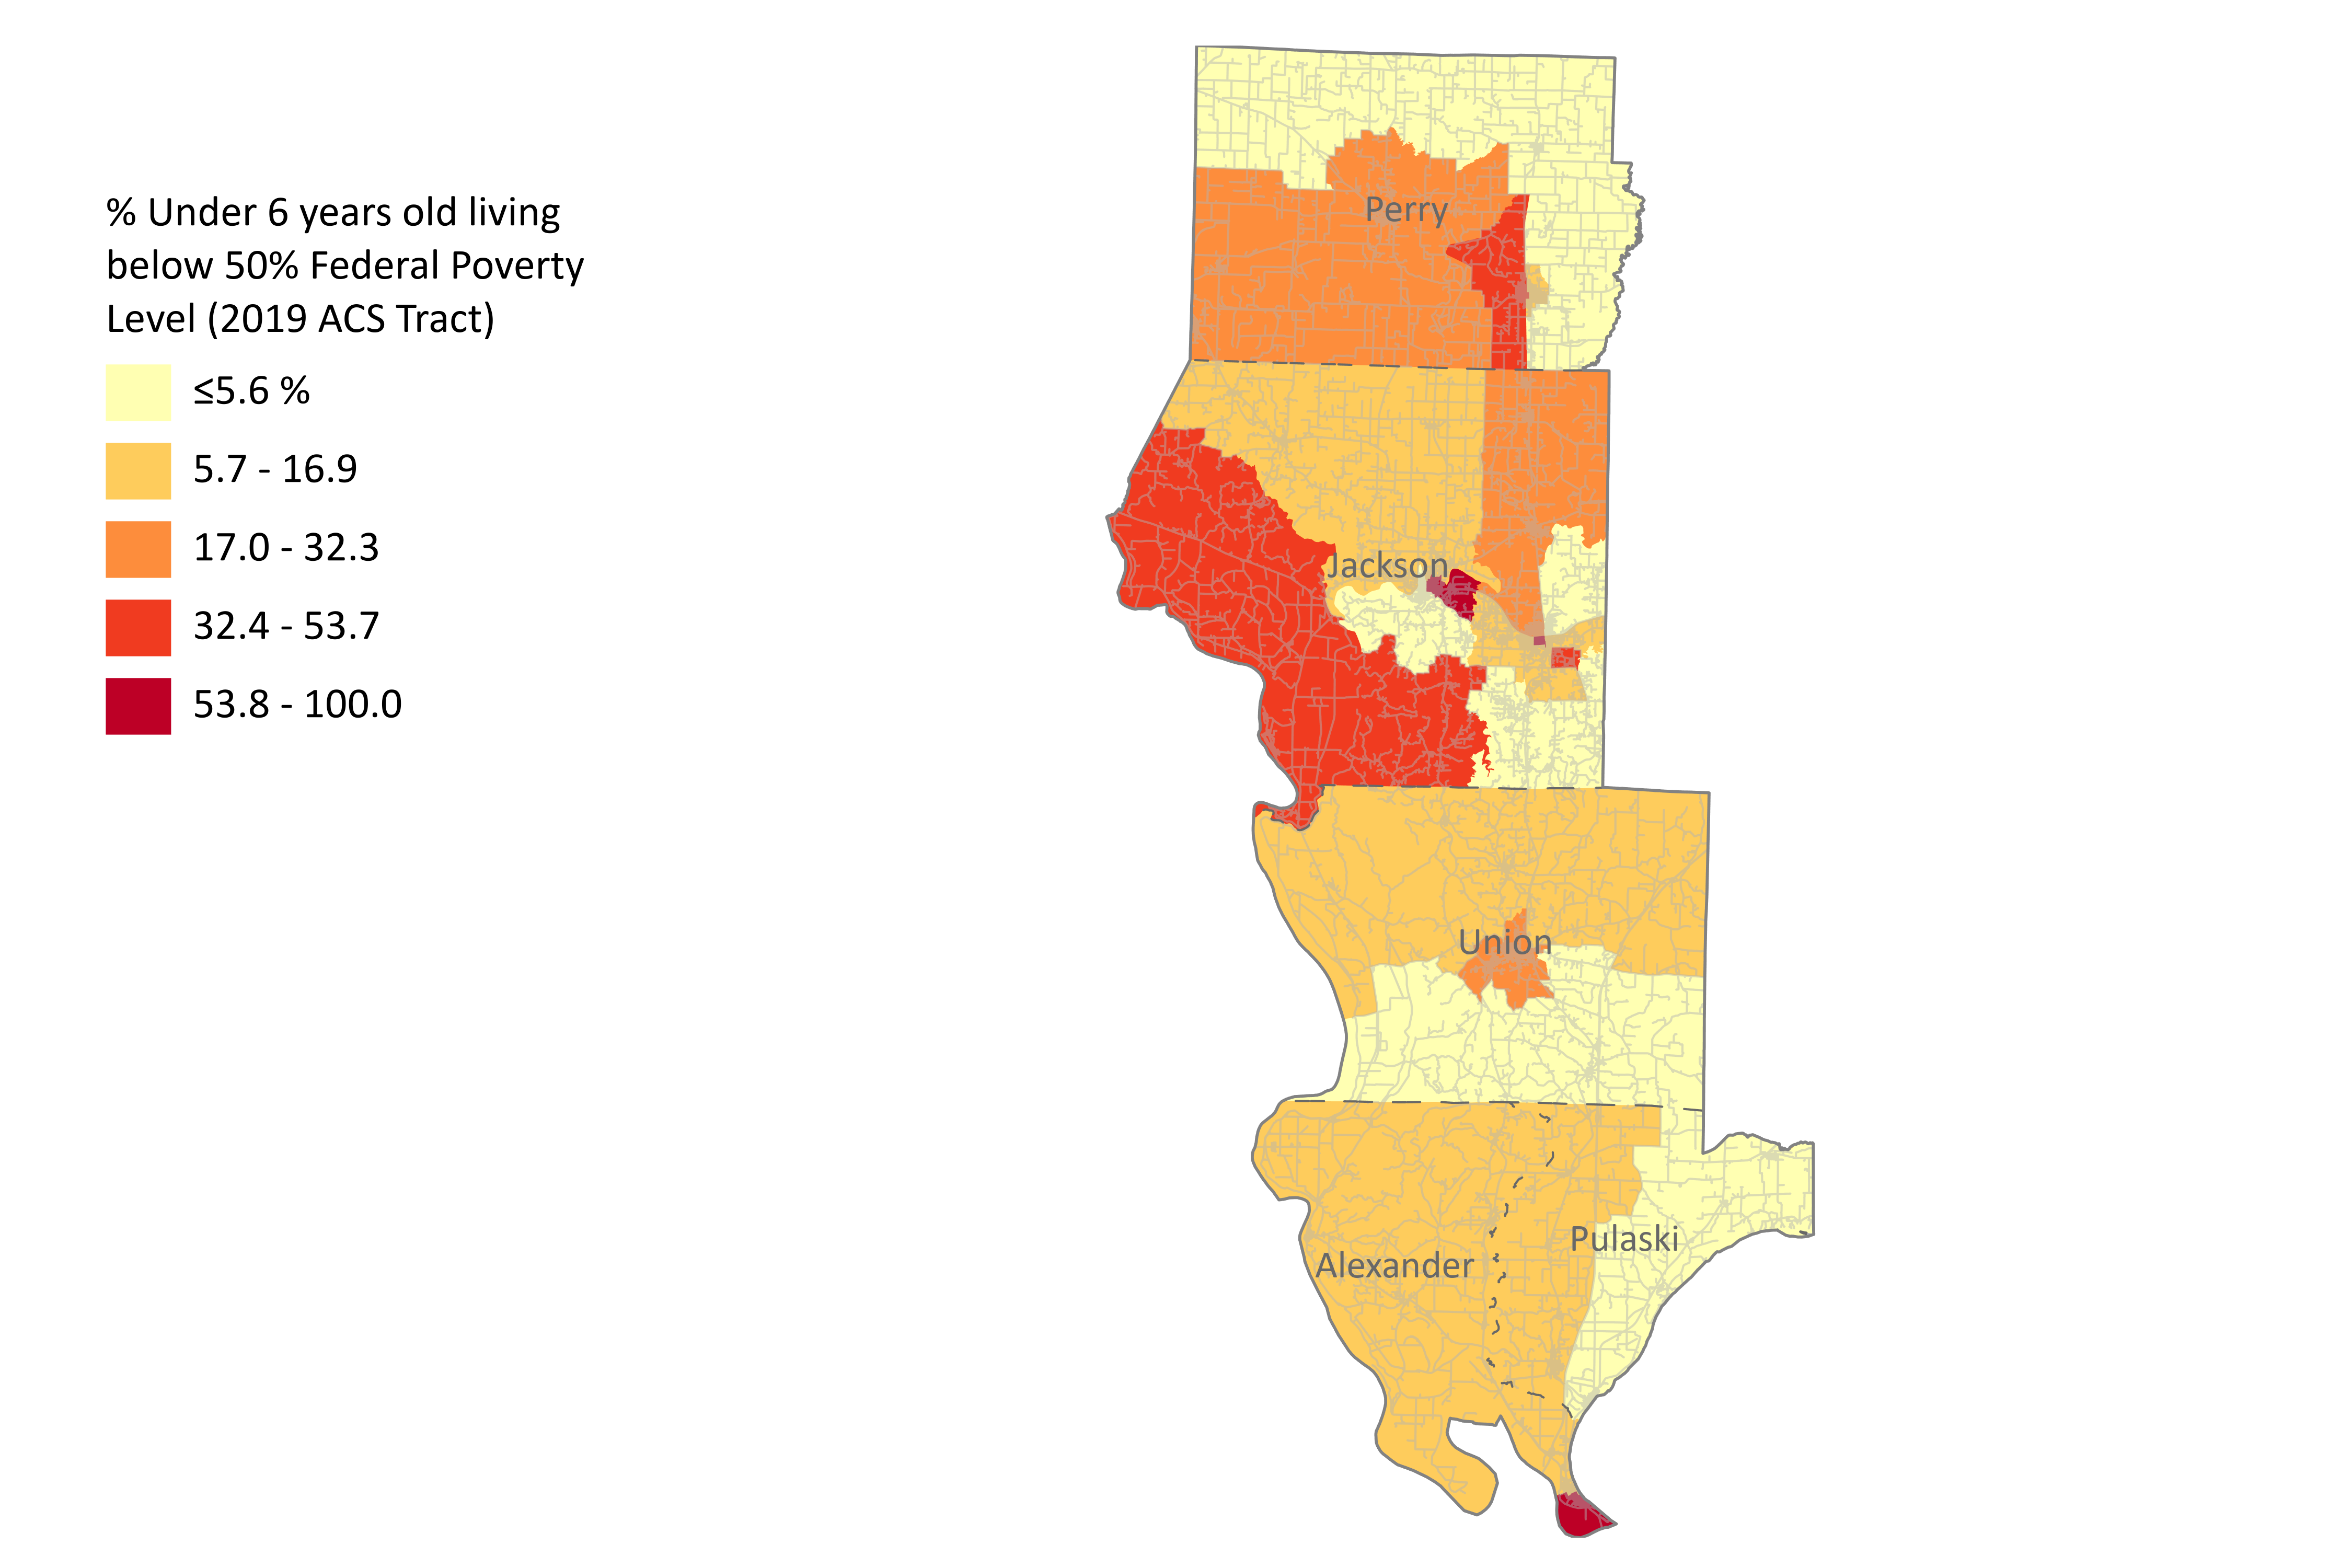 % Under 6 years old living
below 50% Federal Poverty
Level (2019 ACS Tract)
≤5.6 %
5.7 - 16.9
17.0 - 32.3
32.4 - 53.7
53.8 - 100.0
Perry
Jackson
Union
Pulaski
Alexander